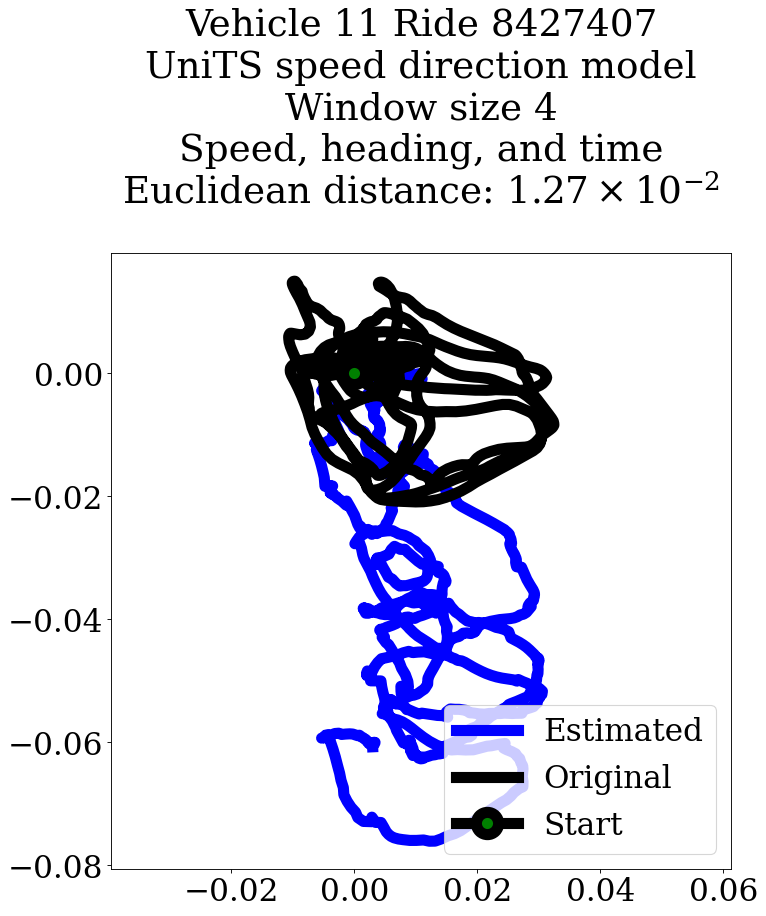 Vehicle 11 Ride 8427407
UniTS speed direction model
Window size 4
Speed, heading, and time
Euclidean distance: 1.27 × 10⁻²
0.00
−0.02
−0.04
−0.06
−0.08
Estimated
Original
Start
−0.02 0.00 0.02 0.04 0.06